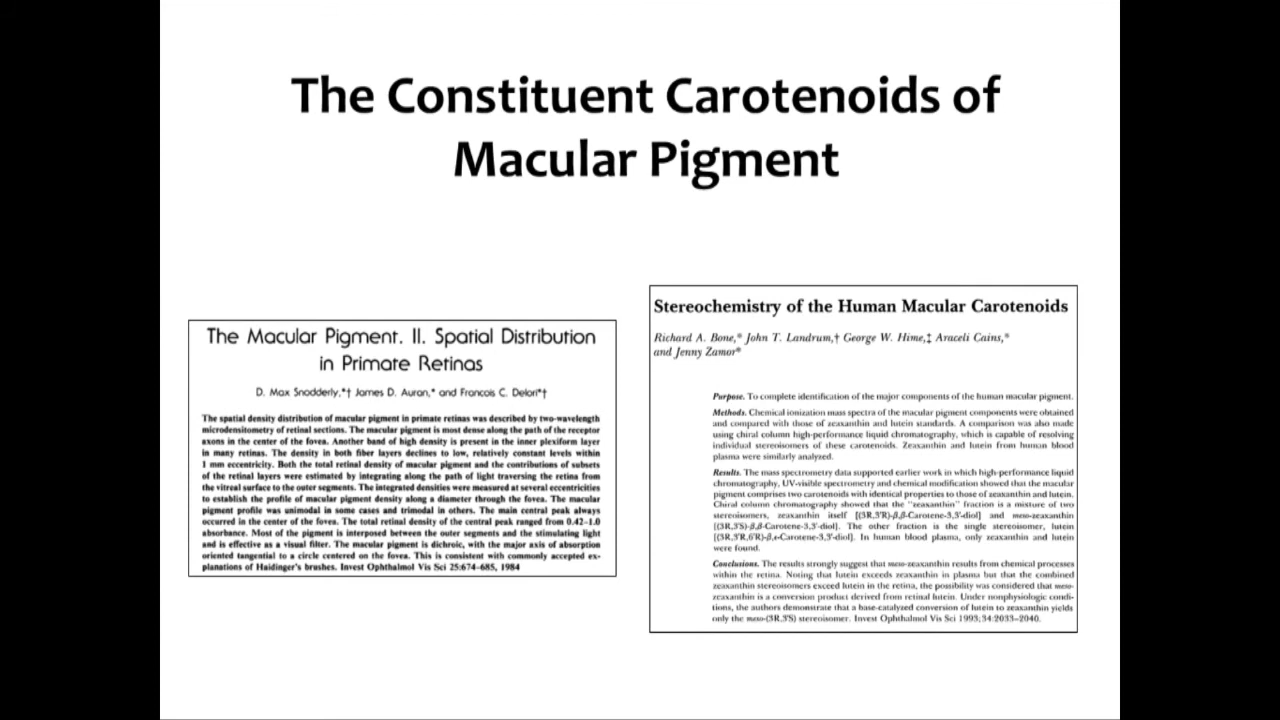 The Constituent Carotenoids of
Macular Pigment
The Macular Pigment. II. Spatial Distribution
in Primate Retinas
D. Max Snodderly,*† James D. Auran,* and Francois C. Delori*†
The spatial density distribution of macular pigment in primate retinas was described by two-wavelength
microdensitometry of retinal sections. The macular pigment is most dense along the path of the receptor
axons in the center of the fovea. Another band of high density is present in the inner plexiform layer
in many retinas. The density in both fiber layers declines to low, relatively constant levels within
1 mm eccentricity. Both the total retinal density of macular pigment and the contributions of subsets
of the retinal layers were estimated by integrating along the path of light traversing the retina from
the vitreal surface to the outer segments. The integrated densities were measured at several eccentricities
to establish the profile of macular pigment density along a diameter through the fovea. The macular
pigment profile was unimodal in some cases and trimodal in others. The main central peak always
occurred in the center of the fovea. The total retinal density of the central peak ranged from 0.42–1.0
absorbance. Most of the pigment is interposed between the outer segments and the stimulating light
and is effective as a visual filter. The macular pigment is dichroic, with the major axis of absorption
oriented tangential to a circle centered on the fovea. This is consistent with commonly accepted ex-
planations of Haidinger's brushes. Invest Ophthalmol Vis Sci 25:674–685, 1984
Stereochemistry of the Human Macular Carotenoids
Richard A. Bone,* John T. Landrum,† George W. Hime,‡ Araceli Cains,*
and Jenny Zamor*
Purpose. To complete identification of the major components of the human macular pigment.
Methods. Chemical ionization mass spectra of the macular pigment components were obtained
and compared with those of zeaxanthin and lutein standards. A comparison was also made
using chiral column high-performance liquid chromatography, which is capable of resolving
individual stereoisomers of these carotenoids. Zeaxanthin and lutein from human blood
plasma were similarly analyzed.
Results. The mass spectrometry data supported earlier work in which high-performance liquid
chromatography, UV-visible spectrometry and chemical modification showed that the macular
pigment comprises two carotenoids with identical properties to those of zeaxanthin and lutein.
Chiral column chromatography showed that the "zeaxanthin" fraction is a mixture of two
stereoisomers, zeaxanthin itself [(3R,3'R)-β,β-Carotene-3,3'-diol] and meso-zeaxanthin
[(3R,3'S)-β,β-Carotene-3,3'-diol]. The other fraction is the single stereoisomer, lutein
[(3R,3'R,6'R)-β,ε-Carotene-3,3'-diol]. In human blood plasma, only zeaxanthin and lutein
were found.
Conclusions. The results strongly suggest that meso-zeaxanthin results from chemical processes
within the retina. Noting that lutein exceeds zeaxanthin in plasma but that the combined
zeaxanthin stereoisomers exceed lutein in the retina, the possibility was considered that meso-
zeaxanthin is a conversion product derived from retinal lutein. Under nonphysiologic condi-
tions, the authors demonstrate that a base-catalyzed conversion of lutein to zeaxanthin yields
only the meso-(3R,3'S) stereoisomer. Invest Ophthalmol Vis Sci 1993;34:2033–2040.